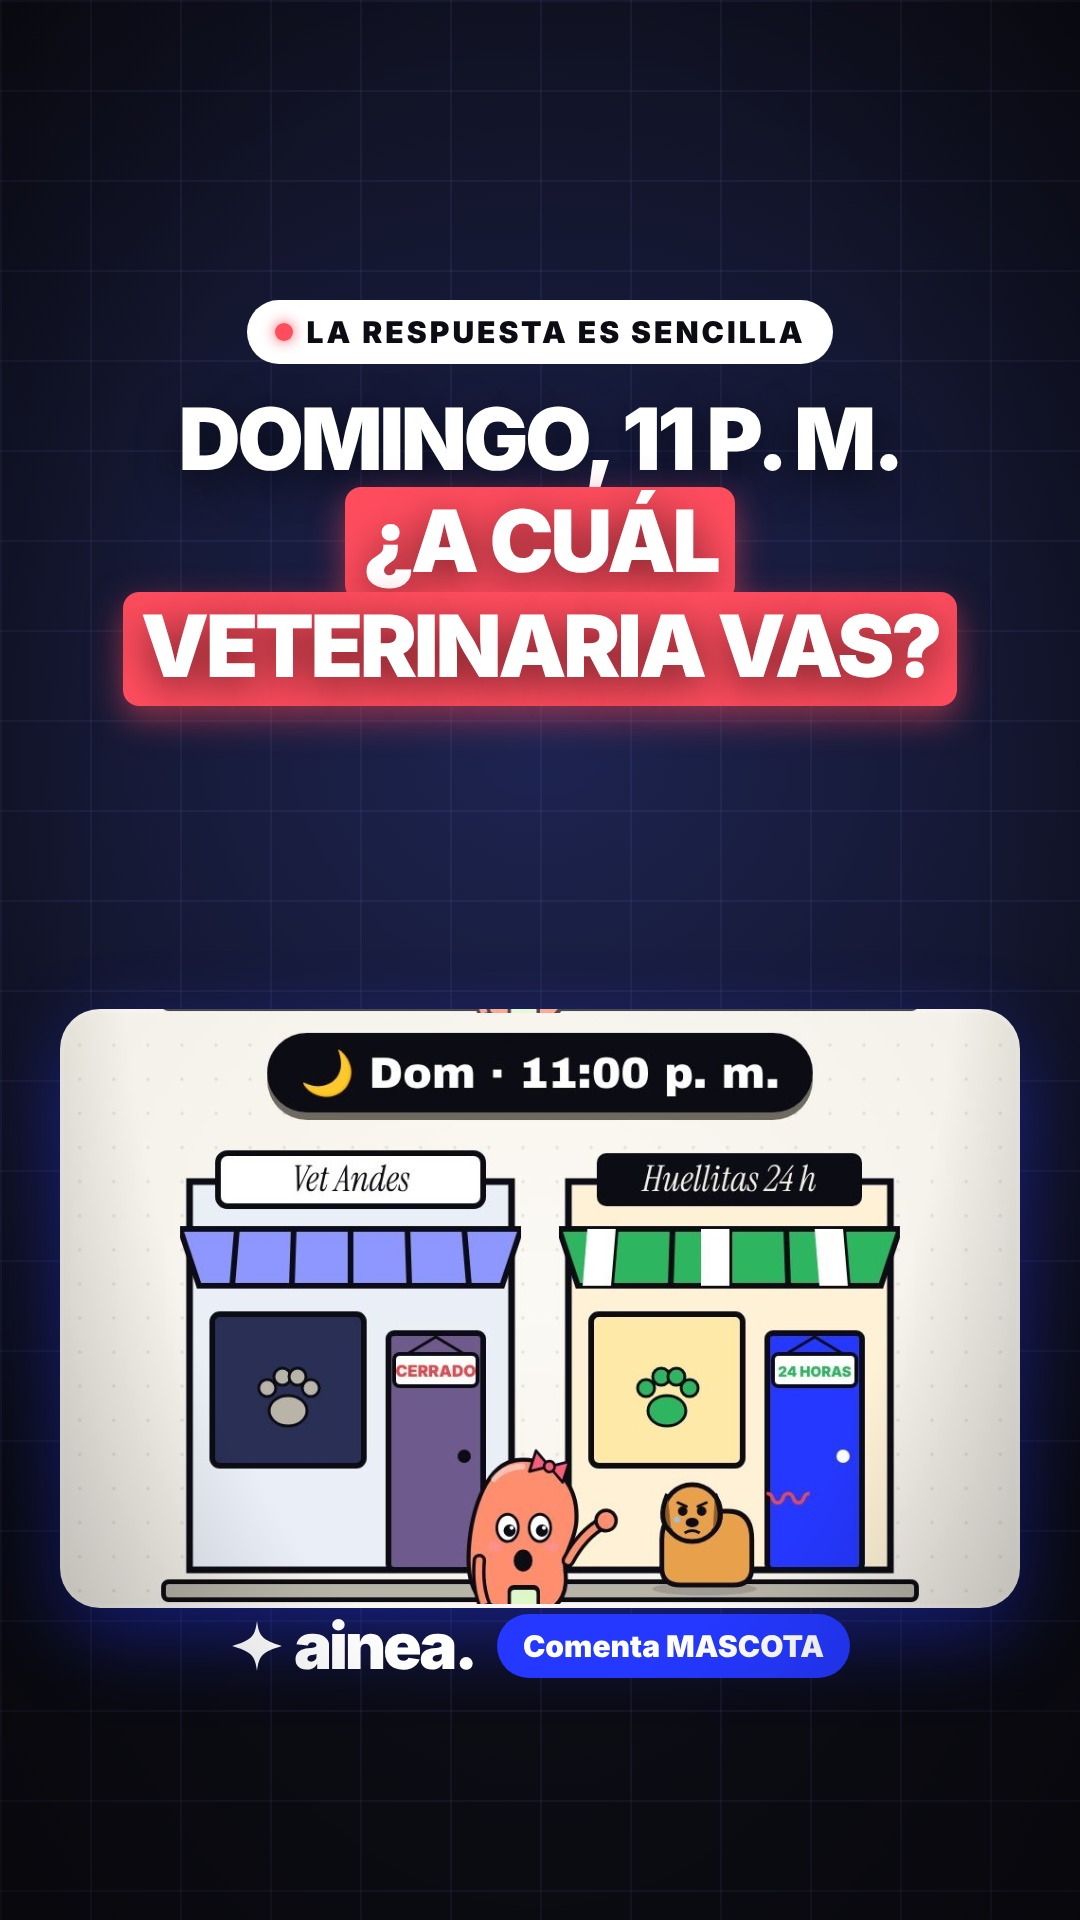 LA RESPUESTA ES SENCILLA
DOMINGO, 11 P. M.
¿A CUÁL
VETERINARIA VAS?
Dom · 11:00 p. m.
Vet Andes
Huellitas 24 h
CERRADO
24 HORAS
ainea.
Comenta MASCOTA